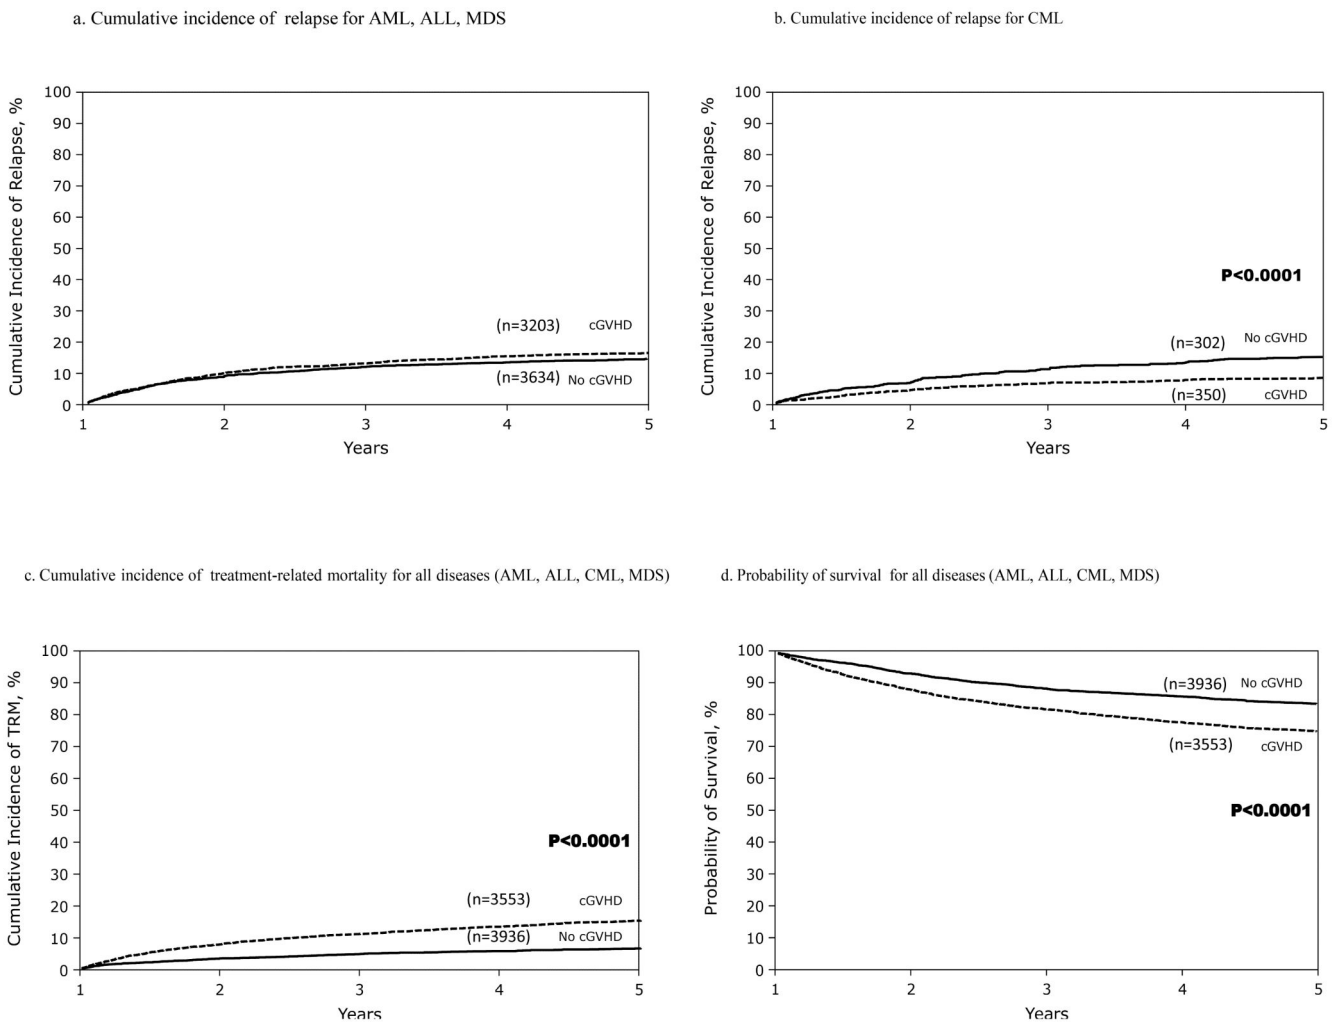 a. Cumulative incidence of relapse for AML, ALL, MDS
100
90
80
70
60
50
40
30
20
10
0
Cumulative Incidence of Relapse, %
(n=3203) cGVHD
(n=3634) No cGVHD
1 2 3 4 5
Years
b. Cumulative incidence of relapse for CML
100
90
80
70
60
50
40
30
20
10
0
Cumulative Incidence of Relapse, %
P<0.0001
(n=302) No cGVHD
(n=350) cGVHD
1 2 3 4 5
Years
c. Cumulative incidence of treatment-related mortality for all diseases (AML, ALL, CML, MDS)
100
90
80
70
60
50
40
30
20
10
0
Cumulative Incidence of TRM, %
P<0.0001
(n=3553) cGVHD
(n=3936) No cGVHD
1 2 3 4 5
Years
d. Probability of survival for all diseases (AML, ALL, CML, MDS)
100
90
80
70
60
50
40
30
20
10
0
Probability of Survival, %
(n=3936) No cGVHD
(n=3553) cGVHD
P<0.0001
1 2 3 4 5
Years